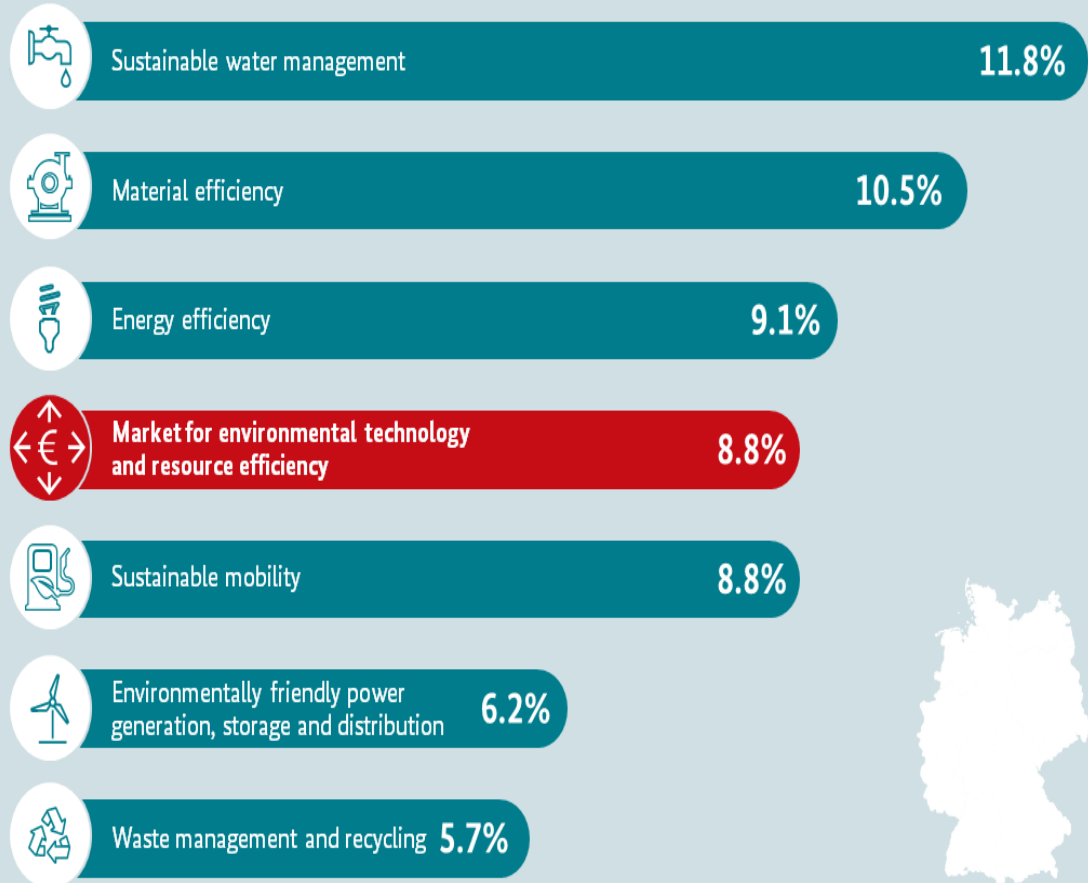 Sustainable water management 11.8%
Material efficiency 10.5%
Energy efficiency 9.1%
€
Market for environmental technology
and resource efficiency 8.8%
Sustainable mobility 8.8%
Environmentally friendly power
generation, storage and distribution 6.2%
Waste management and recycling 5.7%